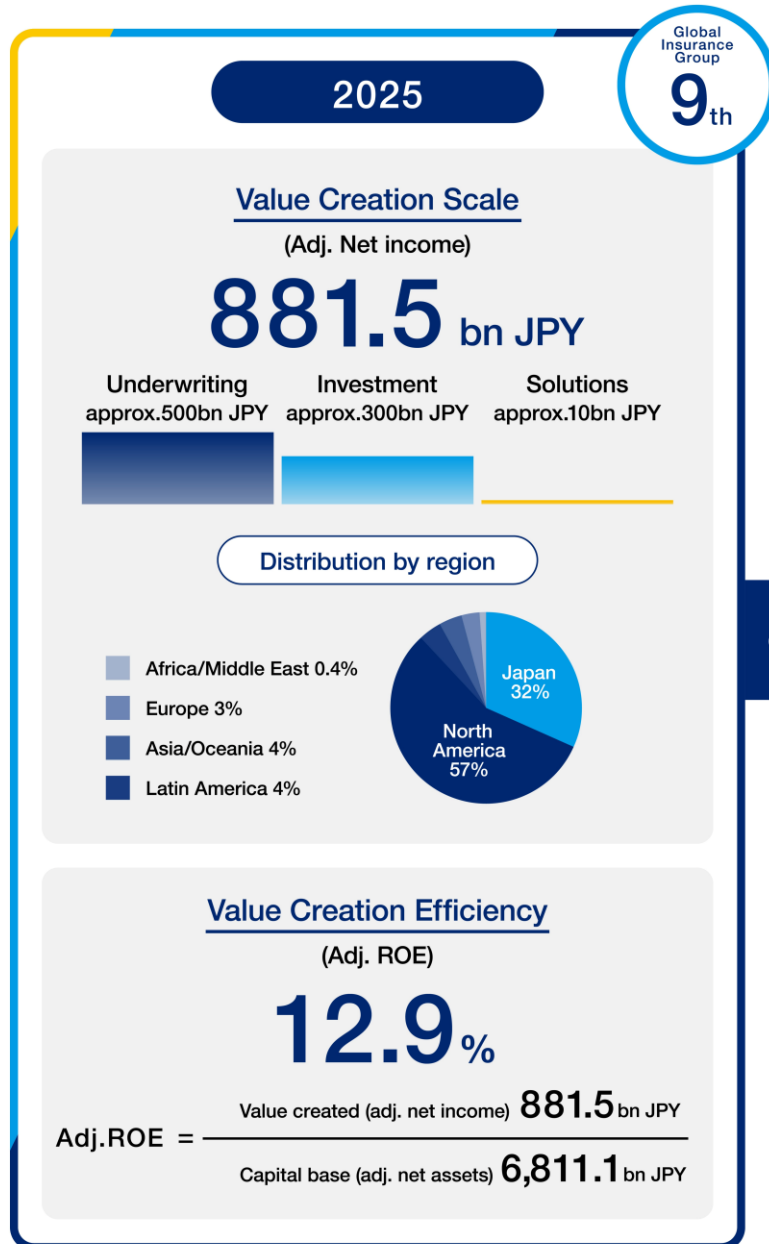 Global
Insurance
Group
9th
2025
Value Creation Scale
(Adj. Net income)
881.5 bn JPY
Underwriting
approx.500bn JPY
Investment
approx.300bn JPY
Solutions
approx.10bn JPY
Distribution by region
Africa/Middle East 0.4%
Europe 3%
Asia/Oceania 4%
Latin America 4%
Japan
32%
North
America
57%
Value Creation Efficiency
(Adj. ROE)
12.9%
Adj.ROE =
Value created (adj. net income) 881.5 bn JPY
Capital base (adj. net assets) 6,811.1 bn JPY